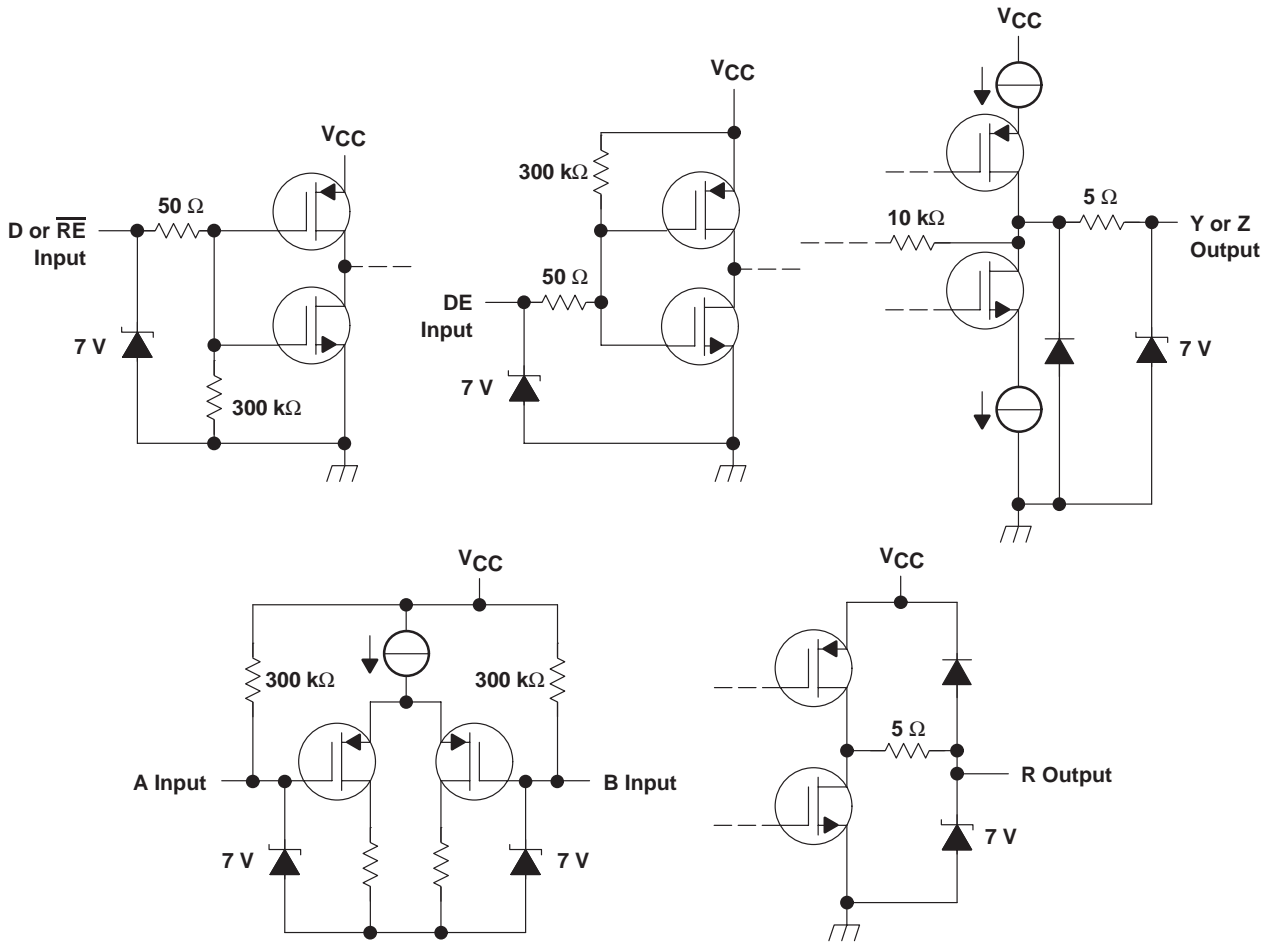 VCC
VCC
VCC
300 kΩ
50 Ω
D or RE
Input
10 kΩ
5 Ω
Y or Z
Output
50 Ω
DE
Input
7 V
7 V
7 V
300 kΩ
VCC
VCC
300 kΩ
300 kΩ
5 Ω
A Input
B Input
R Output
7 V
7 V
7 V